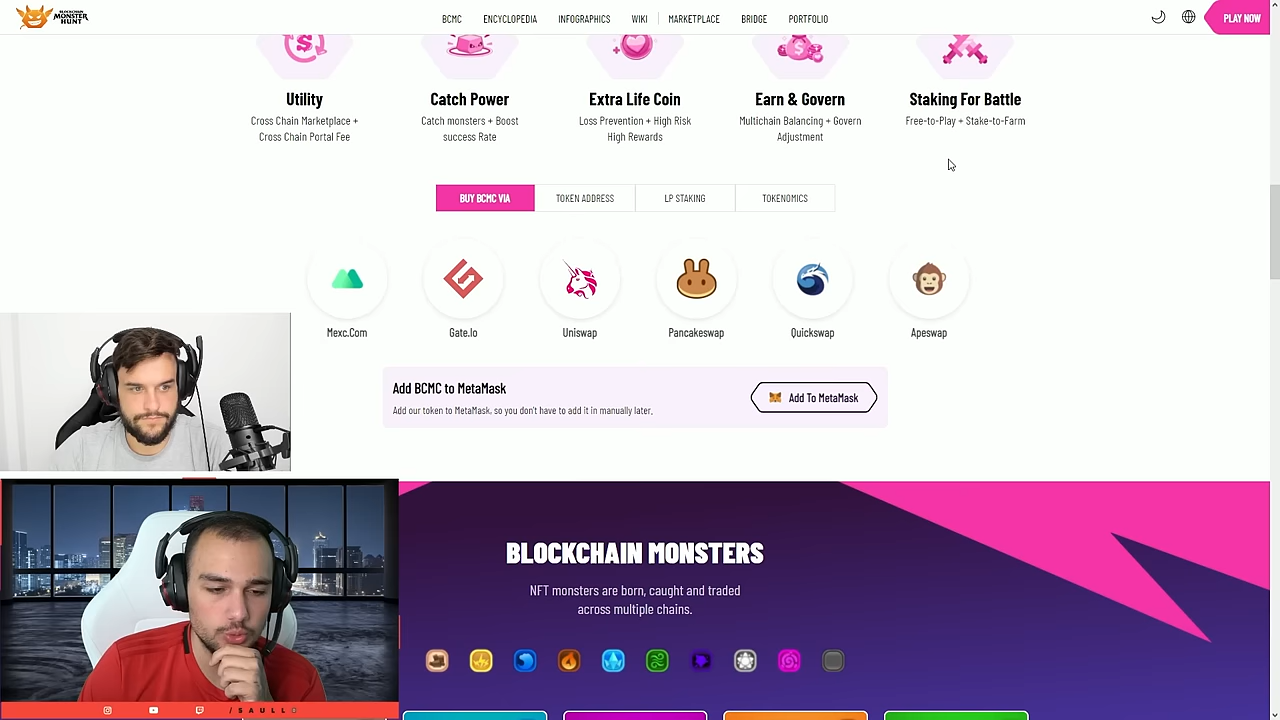 BLOCKCHAIN
MONSTER
HUNT
BCMC
ENCYCLOPEDIA
INFOGRAPHICS
WIKI
MARKETPLACE
BRIDGE
PORTFOLIO
PLAY NOW
Utility
Cross Chain Marketplace +
Cross Chain Portal Fee
Catch Power
Catch monsters + Boost
success Rate
Extra Life Coin
Loss Prevention + High Risk
High Rewards
Earn & Govern
Multichain Balancing + Govern
Adjustment
Staking For Battle
Free-to-Play + Stake-to-Farm
BUY BCMC VIA
TOKEN ADDRESS
LP STAKING
TOKENOMICS
Mexc.Com
Gate.Io
Uniswap
Pancakeswap
Quickswap
Apeswap
Add BCMC to MetaMask
Add our token to MetaMask, so you don't have to add it in manually later.
Add To MetaMask
BLOCKCHAIN MONSTERS
NFT monsters are born, caught and traded
across multiple chains.